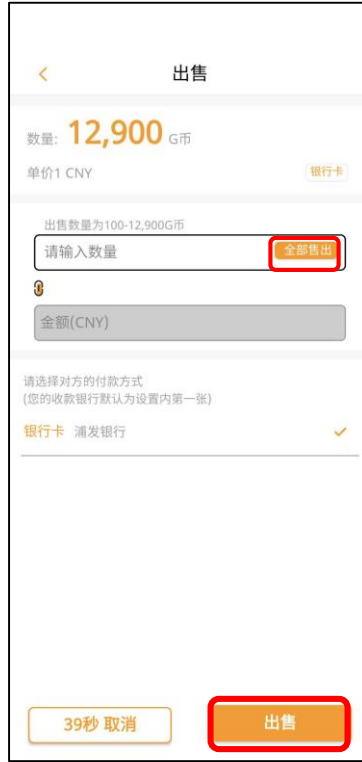 出售
数量: 12,900 G币
单价1 CNY 银行卡
出售数量为100-12,900G币
请输入数量 全部售出
金额(CNY)
请选择对方的付款方式
(您的收款银行默认为设置内第一张)
银行卡 浦发银行
39秒 取消 出售